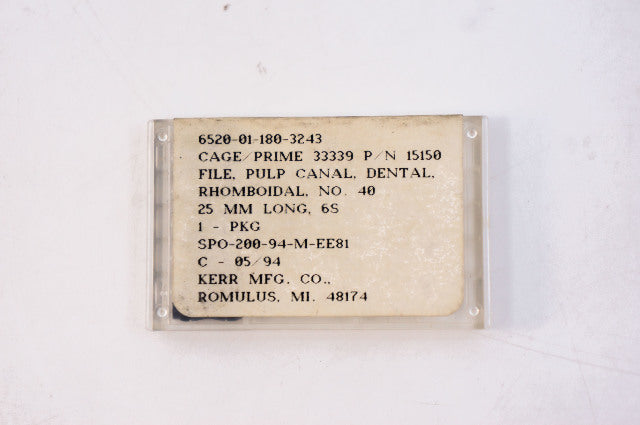 6520-01-180-3243
CAGE/PRIME 33339 P/N 15150
FILE, PULP CANAL, DENTAL,
RHOMBOIDAL, NO. 40
25 MM LONG, 6S
1 - PKG
SPO-200-94-M-EE81
C - 05/94
KERR MFG. CO.,
ROMULUS, MI. 48174